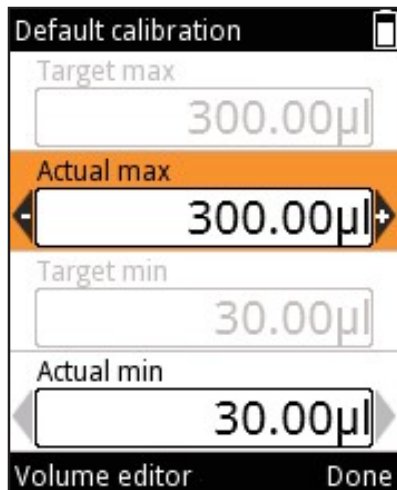 Default calibration
Target max
300.00µl
Actual max
- 300.00µl +
Target min
30.00µl
Actual min
30.00µl
Volume editor Done